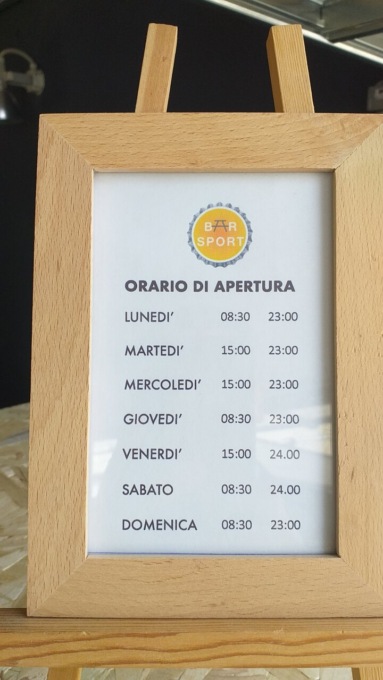 BAR
SPORT
ORARIO DI APERTURA
LUNEDI' 08:30 23:00
MARTEDI' 15:00 23:00
MERCOLEDI' 15:00 23:00
GIOVEDI' 08:30 23:00
VENERDI' 15:00 24.00
SABATO 08:30 24.00
DOMENICA 08:30 23:00